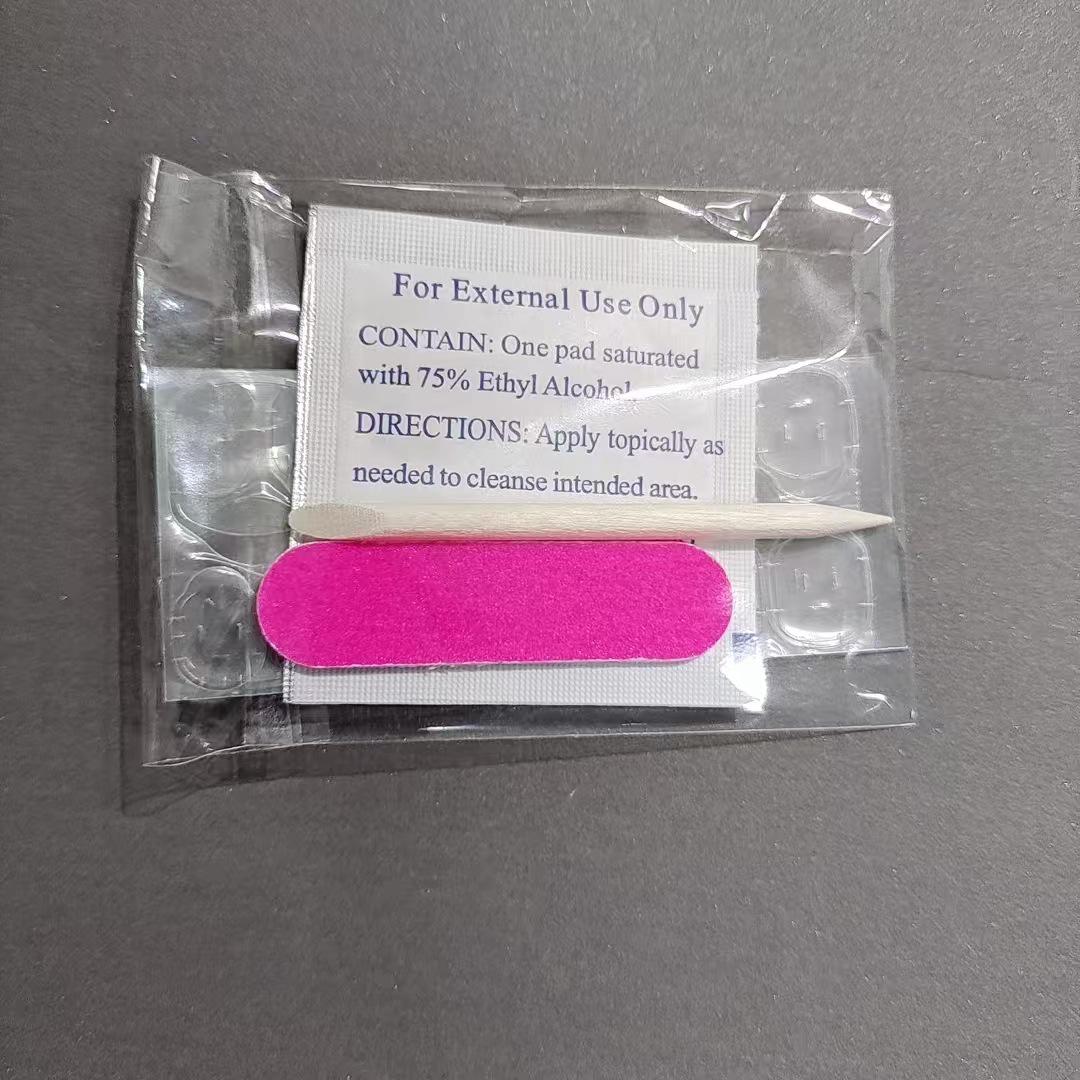 For External Use Only
CONTAIN: One pad saturated
with 75% Ethyl Alcohol.
DIRECTIONS: Apply topically as
needed to cleanse intended area.